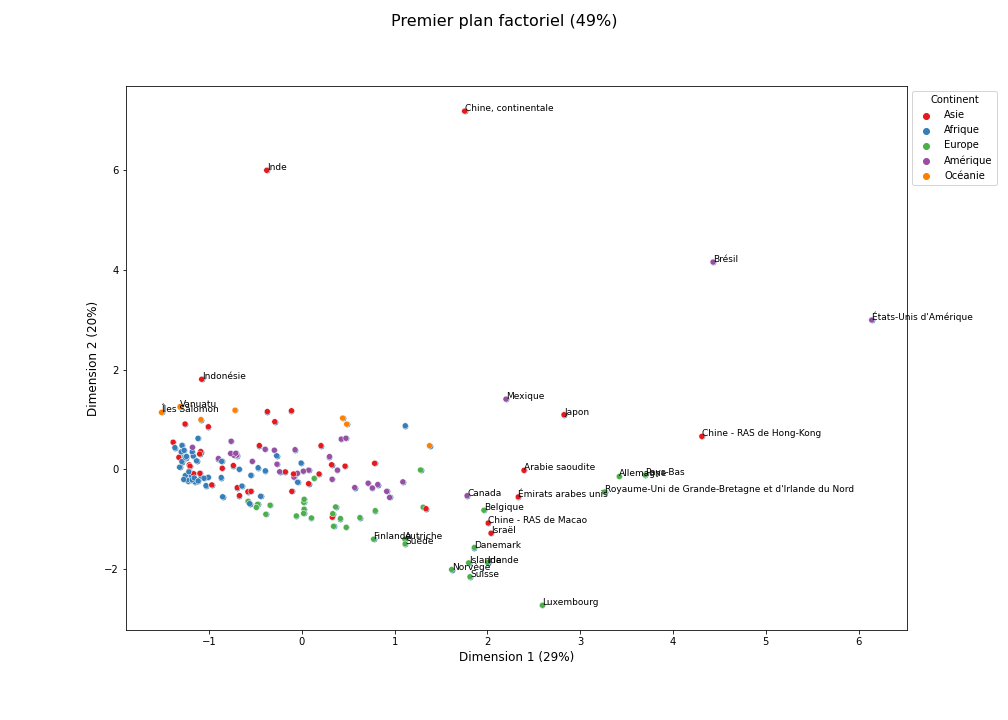 Premier plan factoriel (49%)
Chine, continentale
Continent
Asie
Afrique
Europe
Amérique
Océanie
Inde
Brésil
États-Unis d'Amérique
Indonésie
Vanuatu
Îles Salomon
Mexique
Japon
Chine - RAS de Hong-Kong
Arabie saoudite
Allemagne
Pays-Bas
Royaume-Uni de Grande-Bretagne et d'Irlande du Nord
Canada
Émirats arabes unis
Belgique
Chine - RAS de Macao
Israël
Finlande
Autriche
Suède
Danemark
Islande
Irlande
Norvège
Suisse
Luxembourg
6
4
2
0
−2
Dimension 2 (20%)
−1 0 1 2 3 4 5 6
Dimension 1 (29%)